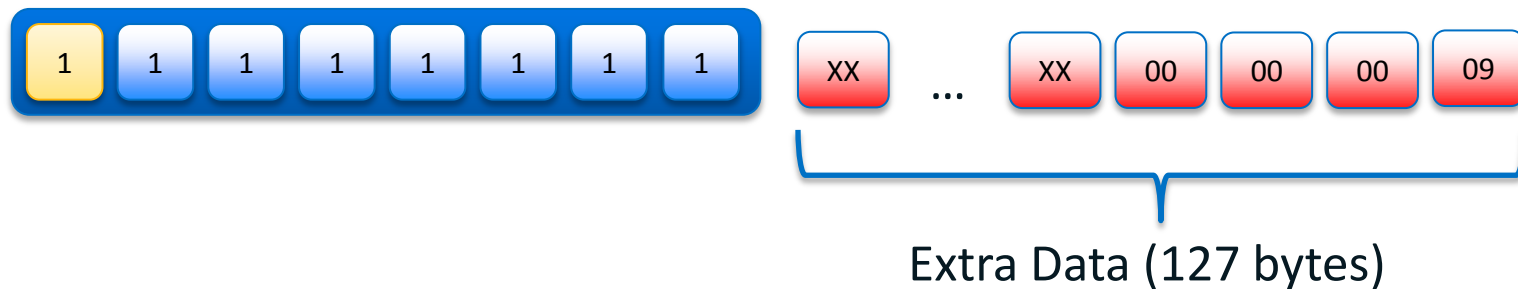 1 1 1 1 1 1 1 1 XX ... XX 00 00 00 09
Extra Data (127 bytes)